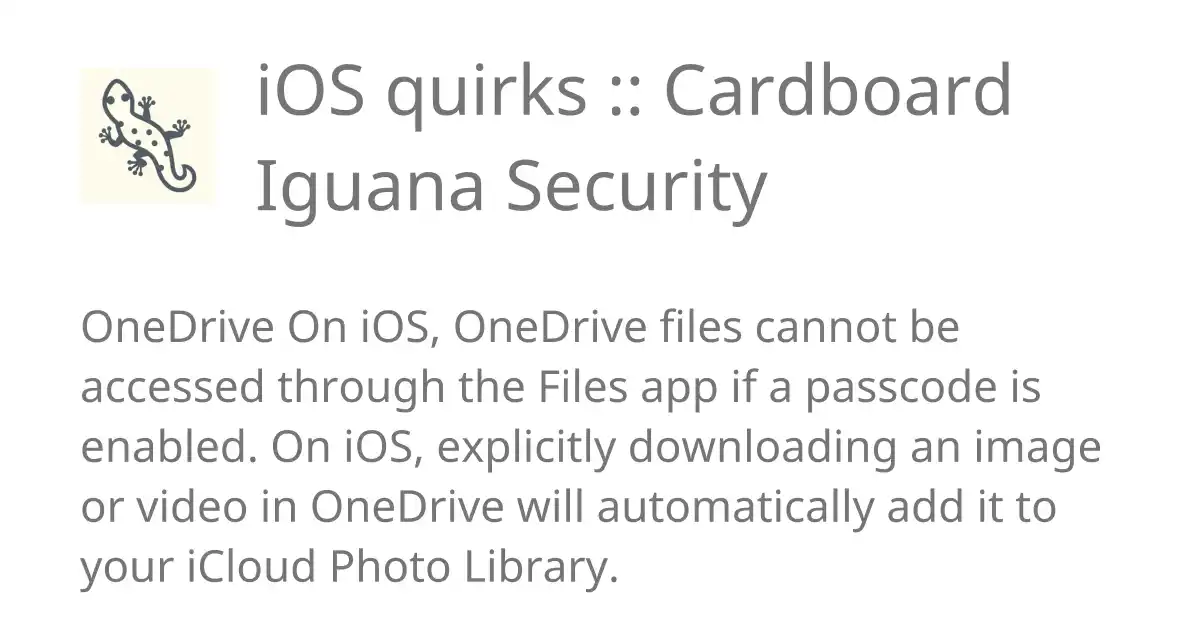 iOS quirks :: Cardboard
Iguana Security
OneDrive On iOS, OneDrive files cannot be
accessed through the Files app if a passcode is
enabled. On iOS, explicitly downloading an image
or video in OneDrive will automatically add it to
your iCloud Photo Library.